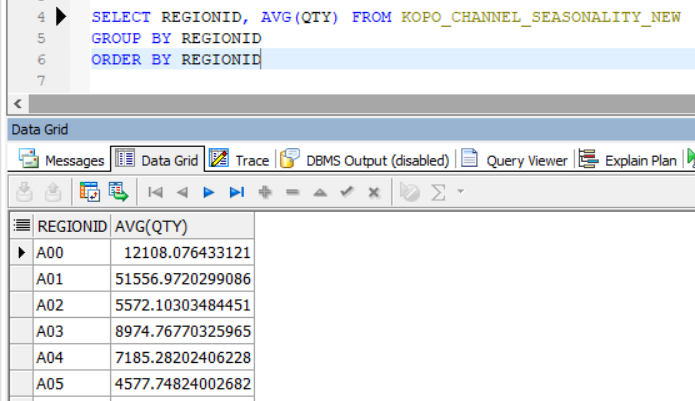 4 SELECT REGIONID, AVG(QTY) FROM KOPO_CHANNEL_SEASONALITY_NEW
5 GROUP BY REGIONID
6 ORDER BY REGIONID
7
Data Grid
Messages Data Grid Trace DBMS Output (disabled) Query Viewer Explain Plan
REGIONID AVG(QTY)
A00 12108.076433121
A01 51556.9720299086
A02 5572.10303484451
A03 8974.76770325965
A04 7185.28202406228
A05 4577.74824002682